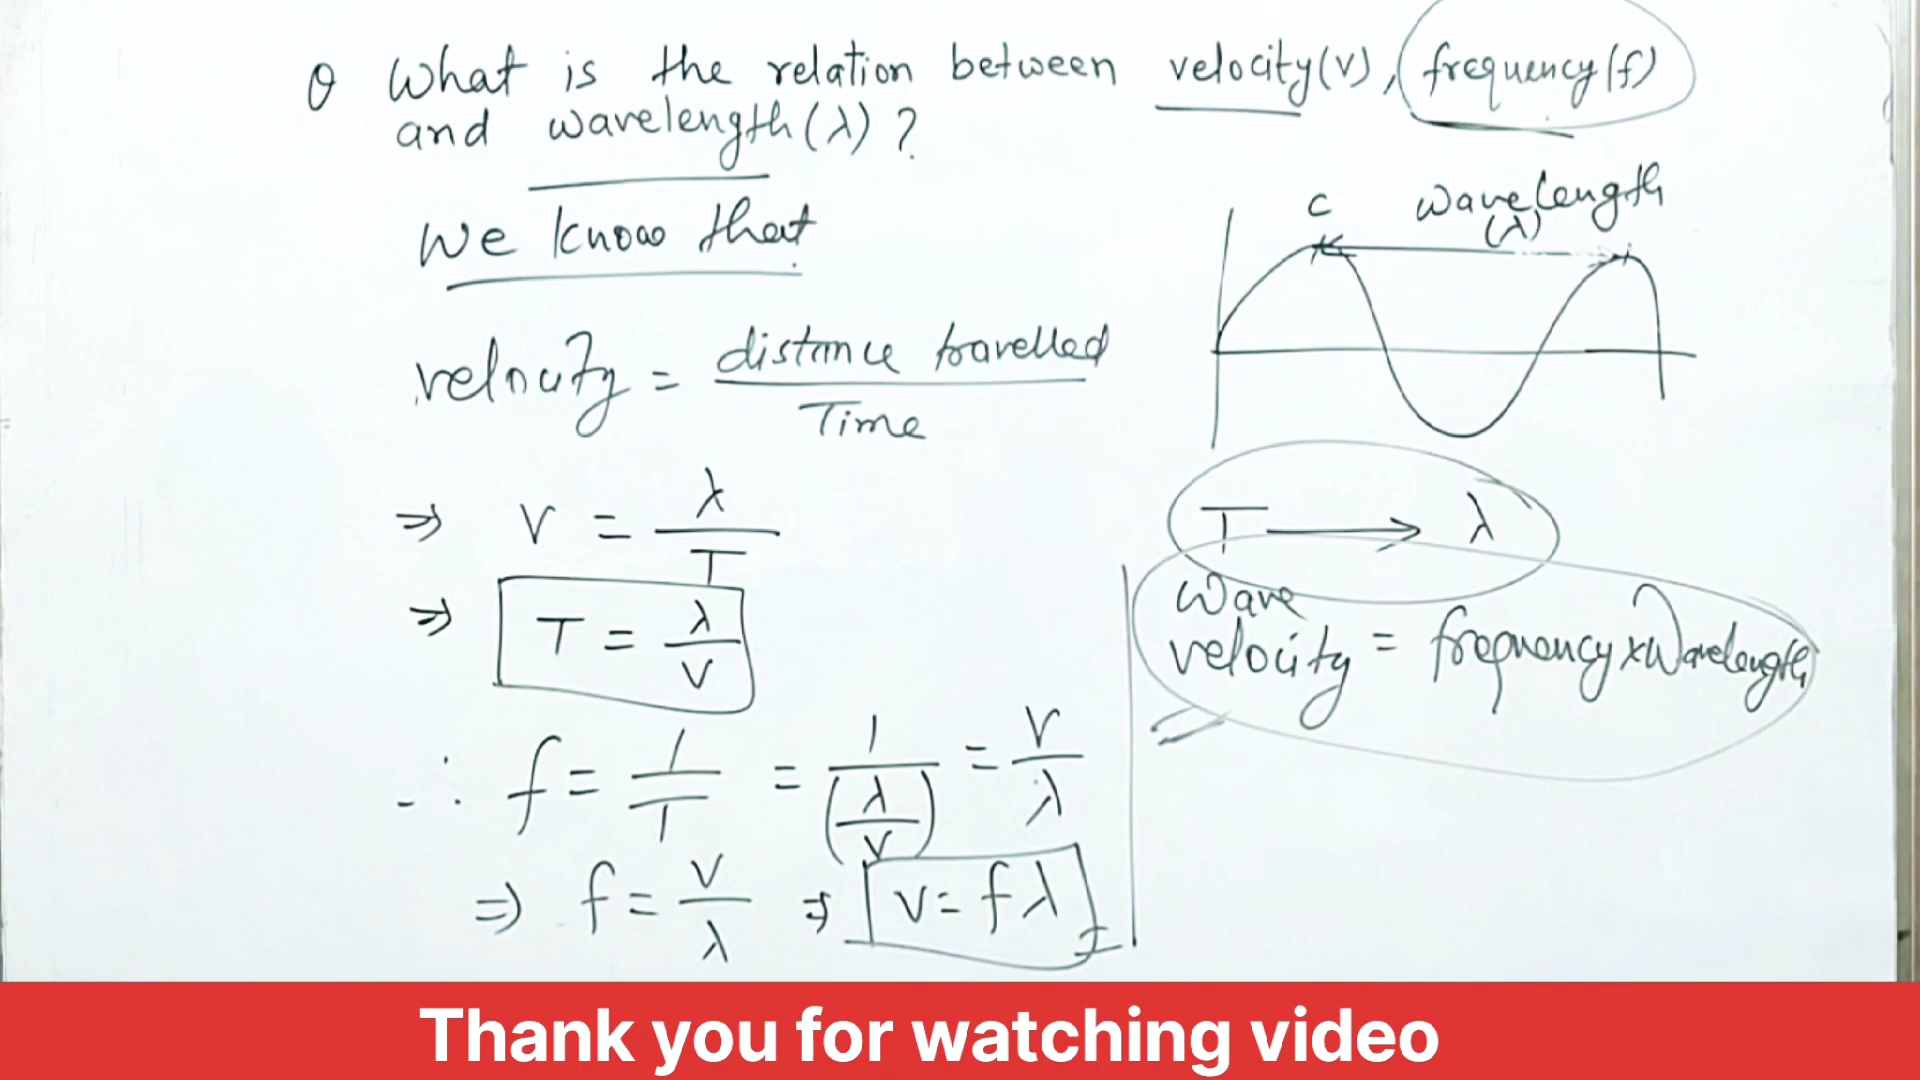 Q What is the relation between velocity(v), frequency(f)
and wavelength(λ)?
We know that
velocity = distance travelled / Time
⇒ v = λ / T
⇒ T = λ / v
∴ f = 1 / T = 1 / (λ / v) = v / λ
⇒ f = v / λ ⇒ v = fλ
C wavelength
(λ)
T → λ
Wave
velocity = frequency × Wavelength
Thank you for watching video